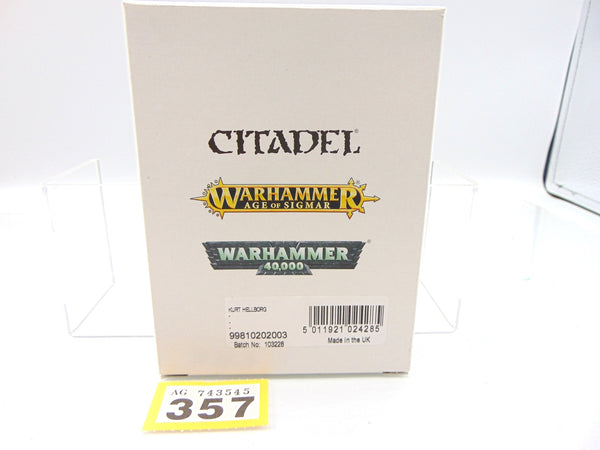 CITADEL
WARHAMMER
AGE OF SIGMAR
WARHAMMER
40,000
KURT HELLBORG
-
-
99810202003
Batch No: 103226
5 011921 024285
Made in the UK
AG 743545
357